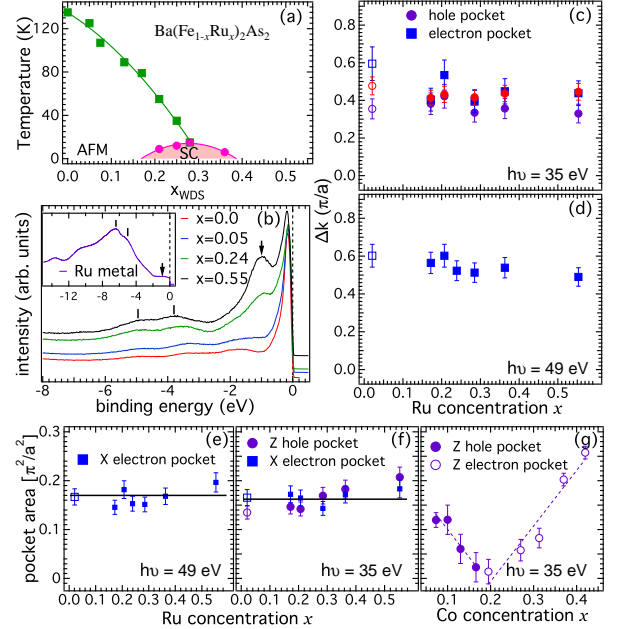 (a)
Ba(Fe1-xRux)2As2
Temperature (K)
120
80
40
0
AFM
SC
0.0 0.1 0.2 0.3 0.4 0.5
xWDS
(b)
x=0.0
x=0.05
x=0.24
x=0.55
Ru metal
-12 -8 -4 0
intensity (arb. units)
-8 -6 -4 -2 0
binding energy (eV)
(c)
hole pocket
electron pocket
0.8
0.6
0.4
0.2
0.0
hυ = 35 eV
Δk (π/a)
(d)
0.8
0.6
0.4
0.2
0.0
hυ = 49 eV
0.0 0.1 0.2 0.3 0.4 0.5
Ru concentration x
(e)
X electron pocket
pocket area [π²/a²]
0.3
0.2
0.1
0
hυ = 49 eV
0.0 0.1 0.2 0.3 0.4 0.5
(f)
Z hole pocket
X electron pocket
hυ = 35 eV
0.0 0.1 0.2 0.3 0.4 0.5
Ru concentration x
(g)
Z hole pocket
Z electron pocket
hυ = 35 eV
0.0 0.1 0.2 0.3 0.4
Co concentration x